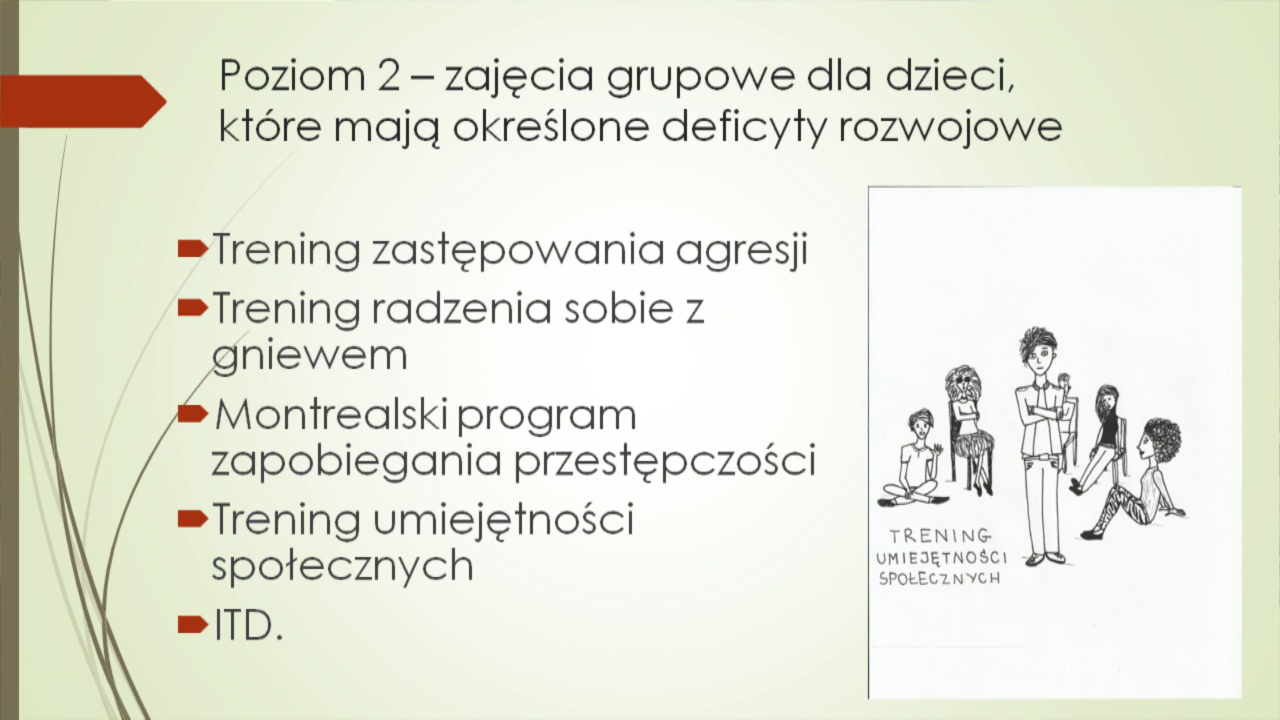 Poziom 2 – zajęcia grupowe dla dzieci,
które mają określone deficyty rozwojowe
Trening zastępowania agresji
Trening radzenia sobie z
gniewem
Montrealski program
zapobiegania przestępczości
Trening umiejętności
społecznych
ITD.
TRENING
UMIEJĘTNOŚCI
SPOŁECZNYCH